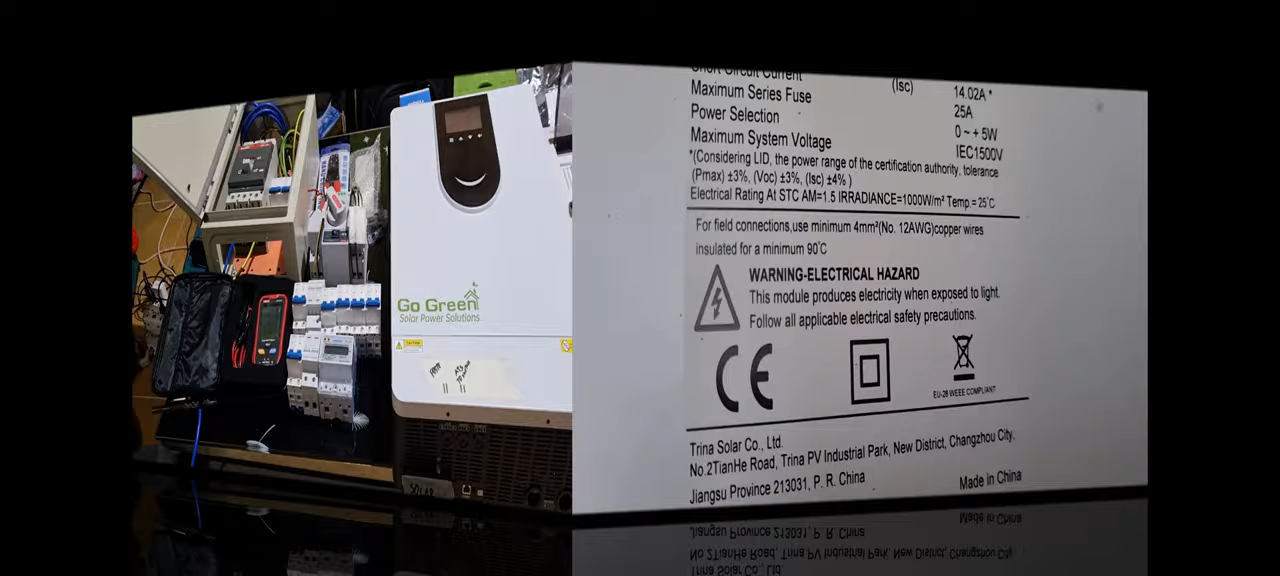 Go Green
Solar Power Solutions
CAUTION
Short Circuit Current (Isc) 14.02A *
Maximum Series Fuse 25A
Power Selection 0 ~ + 5W
Maximum System Voltage IEC1500V
*(Considering LID, the power range of the certification authority, tolerance
(Pmax) ±3%, (Voc) ±3%, (Isc) ±4% )
Electrical Rating At STC AM=1.5 IRRADIANCE=1000W/m² Temp.= 25℃
For field connections,use minimum 4mm²(No. 12AWG)copper wires
insulated for a minimum 90℃
WARNING-ELECTRICAL HAZARD
This module produces electricity when exposed to light.
Follow all applicable electrical safety precautions.
CE
EU-28 WEEE COMPLIANT
Trina Solar Co., Ltd.
No.2TianHe Road, Trina PV Industrial Park, New District, Changzhou City.
Jiangsu Province 213031, P. R. China Made in China